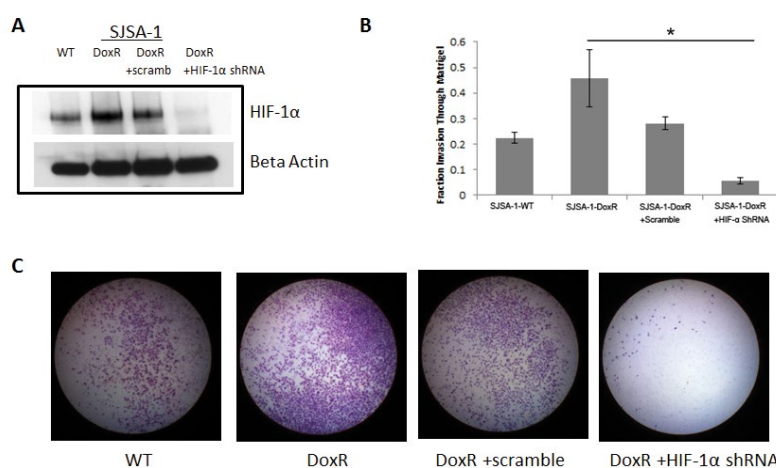 A
SJSA-1
WT DoxR DoxR DoxR
+scramb +HIF-1α shRNA
HIF-1α
Beta Actin
B
*
Fraction Invasion Through Matrigel
0.6
0.5
0.4
0.3
0.2
0.1
0
SJSA-1-WT SJSA-1-DoxR SJSA-1-DoxR SJSA-1-DoxR
+Scramble +HIF-α ShRNA
C
WT DoxR DoxR +scramble DoxR +HIF-1α shRNA